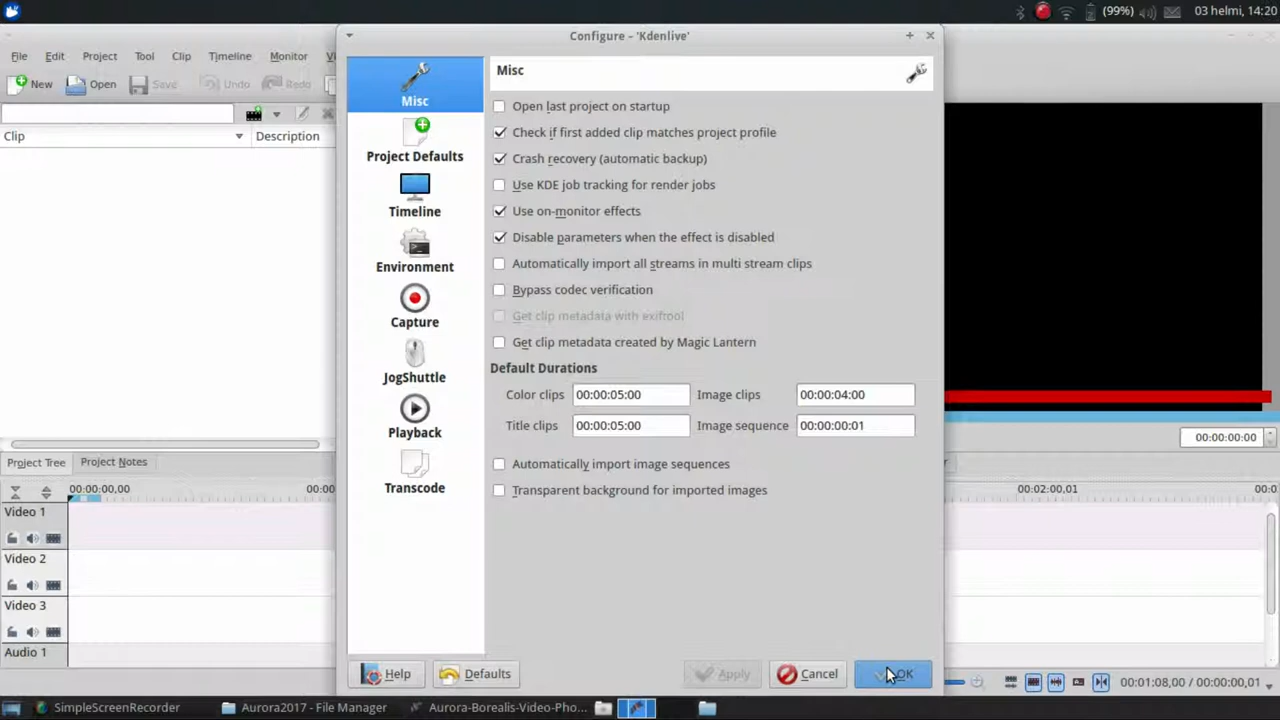 (99%) 03 helmi, 14:20
Configure – 'Kdenlive'
File Edit Project Tool Clip Timeline Monitor
New Open Save Undo Redo
Clip Description
Misc
Project Defaults
Timeline
Environment
Capture
JogShuttle
Playback
Transcode
Misc
Open last project on startup
Check if first added clip matches project profile
Crash recovery (automatic backup)
Use KDE job tracking for render jobs
Use on-monitor effects
Disable parameters when the effect is disabled
Automatically import all streams in multi stream clips
Bypass codec verification
Get clip metadata with exiftool
Get clip metadata created by Magic Lantern
Default Durations
Color clips 00:00:05:00 Image clips 00:00:04:00
Title clips 00:00:05:00 Image sequence 00:00:00:01
Automatically import image sequences
Transparent background for imported images
Help Defaults Apply Cancel OK
00:00:00:00
Project Tree Project Notes
00:00:00,00 00:00 00:02:00,01 00:0
Video 1
Video 2
Video 3
Audio 1
00:01:08,00 / 00:00:00,01
SimpleScreenRecorder Aurora2017 - File Manager Aurora-Borealis-Video-Pho...